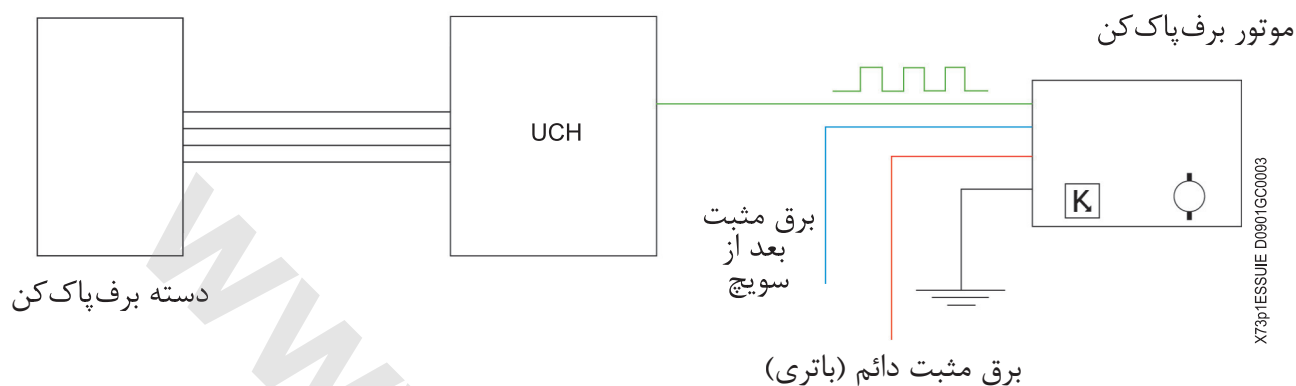 موتور برف‌پاک‌کن
UCH
برق مثبت
بعد از
سویچ
K
دسته برف‌پاک‌کن
برق مثبت دائم (باتری)
X73p1ESSUIE D0901GC0003
www